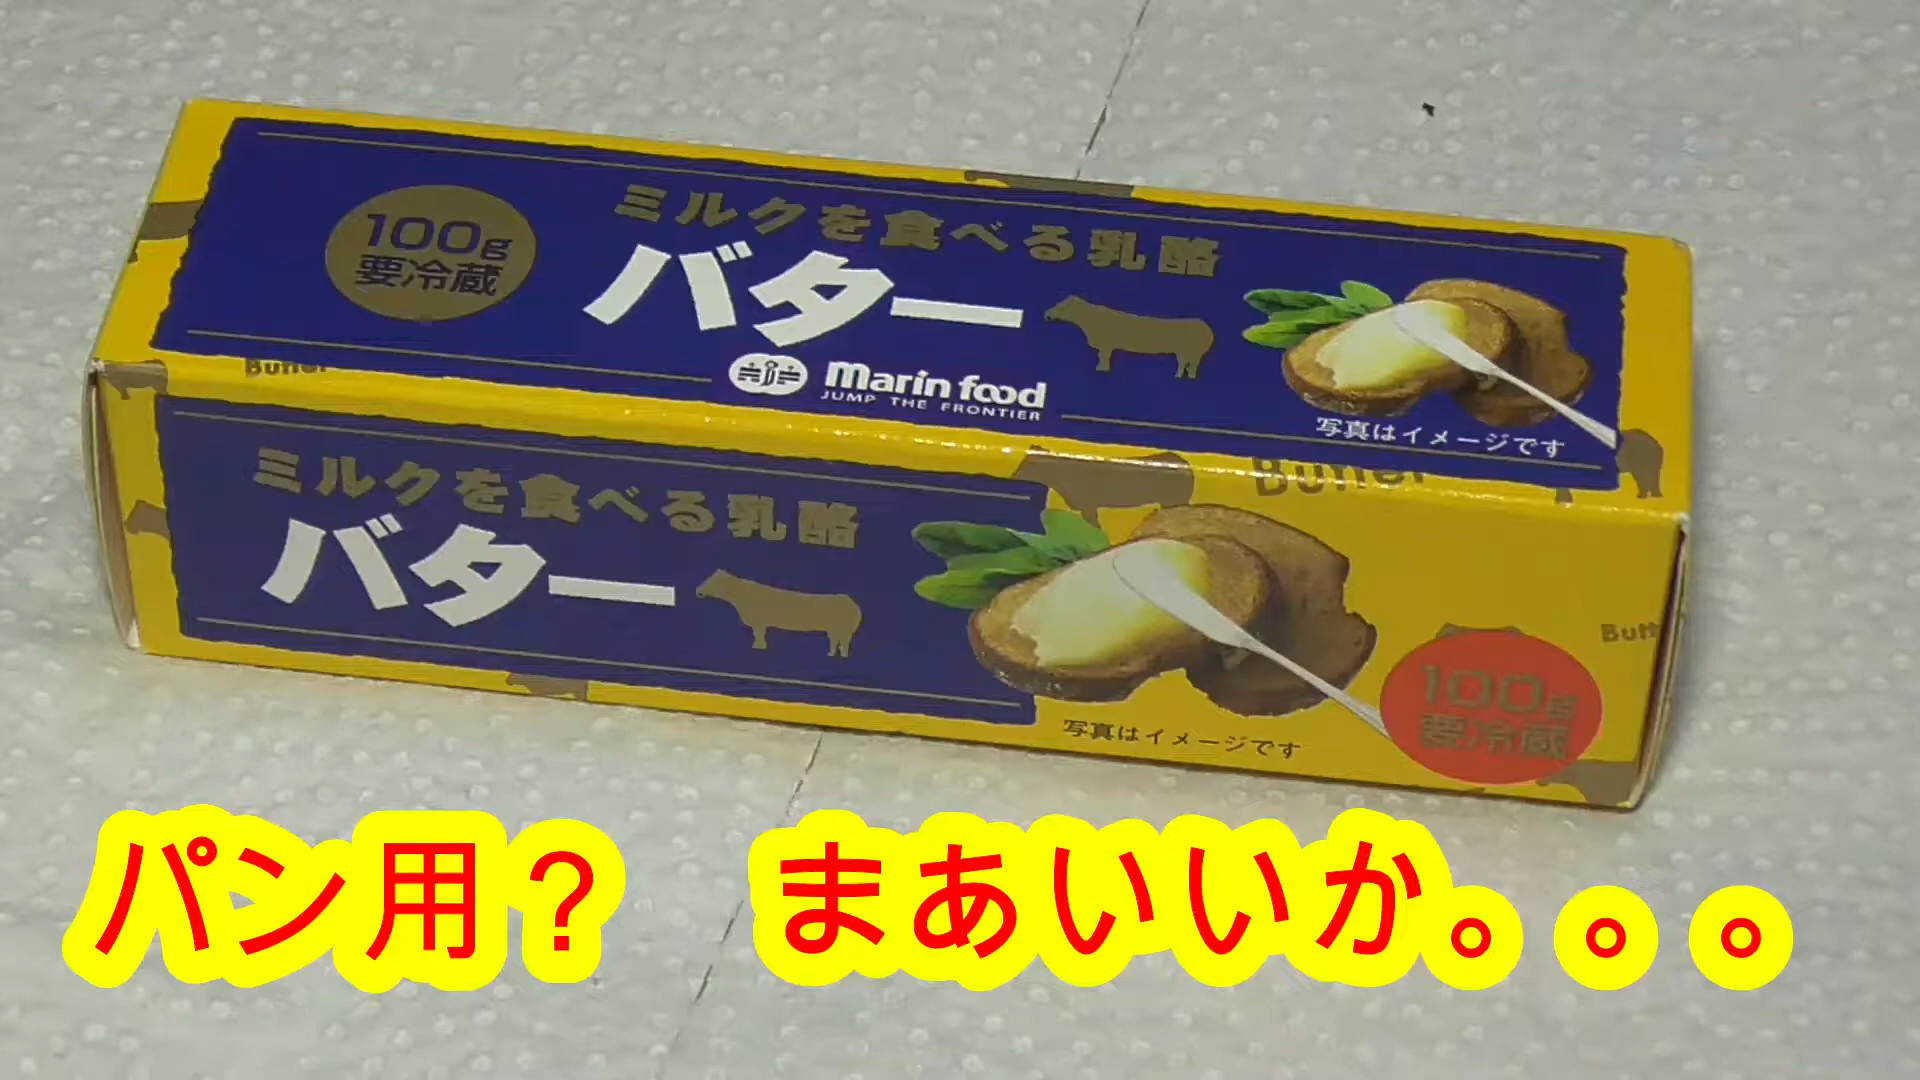 100g
要冷蔵
ミルクを食べる乳酪
バター
marin food
JUMP THE FRONTIER
写真はイメージです
Butter
ミルクを食べる乳酪
バター
Butter
写真はイメージです
100g
要冷蔵
Butt
パン用? まあいいか。。。